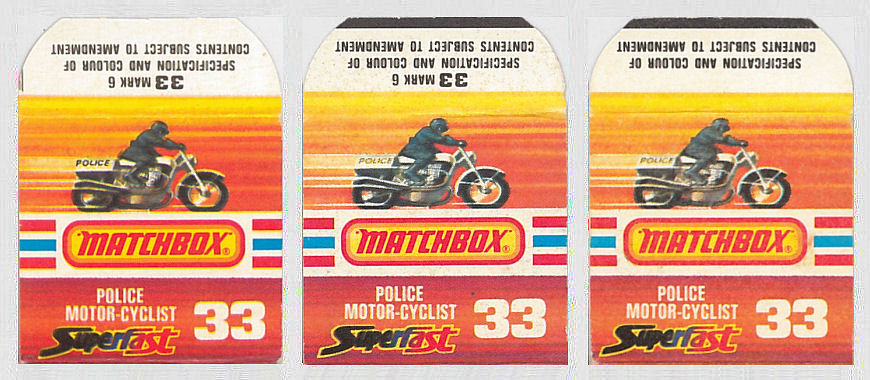 33 MARK 6
SPECIFICATION AND COLOUR OF
CONTENTS SUBJECT TO AMENDMENT
POLICE
MATCHBOX®
POLICE
MOTOR-CYCLIST
33
Superfast
33 MARK 6
SPECIFICATION AND COLOUR OF
CONTENTS SUBJECT TO AMENDMENT
POLICE
MATCHBOX®
POLICE
MOTOR-CYCLIST
33
Superfast
SPECIFICATION AND COLOUR OF
CONTENTS SUBJECT TO AMENDMENT
POLICE
MATCHBOX®
POLICE
MOTOR-CYCLIST
33
Superfast